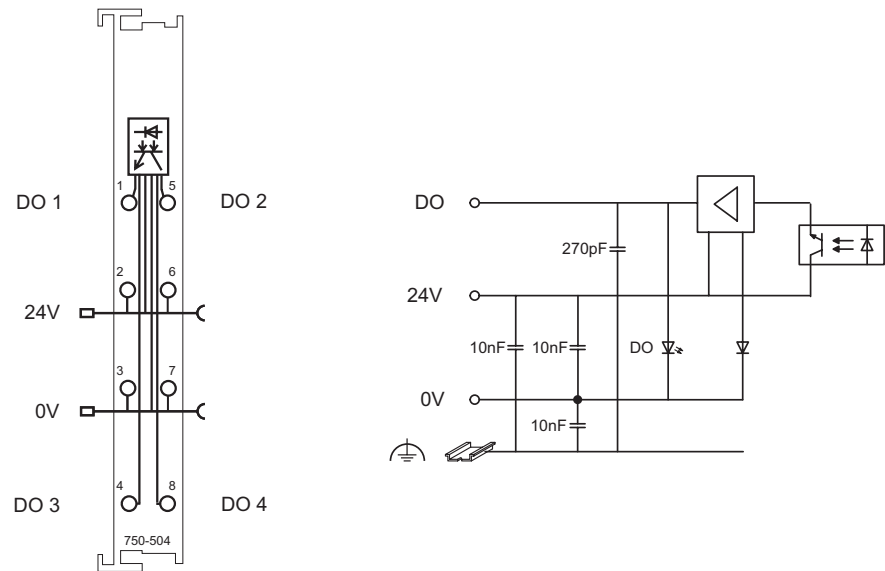 1 5
DO 1
DO 2
2 6
24V
3 7
0V
4 8
DO 3
DO 4
750-504
DO
270pF
24V
10nF 10nF DO
0V
10nF